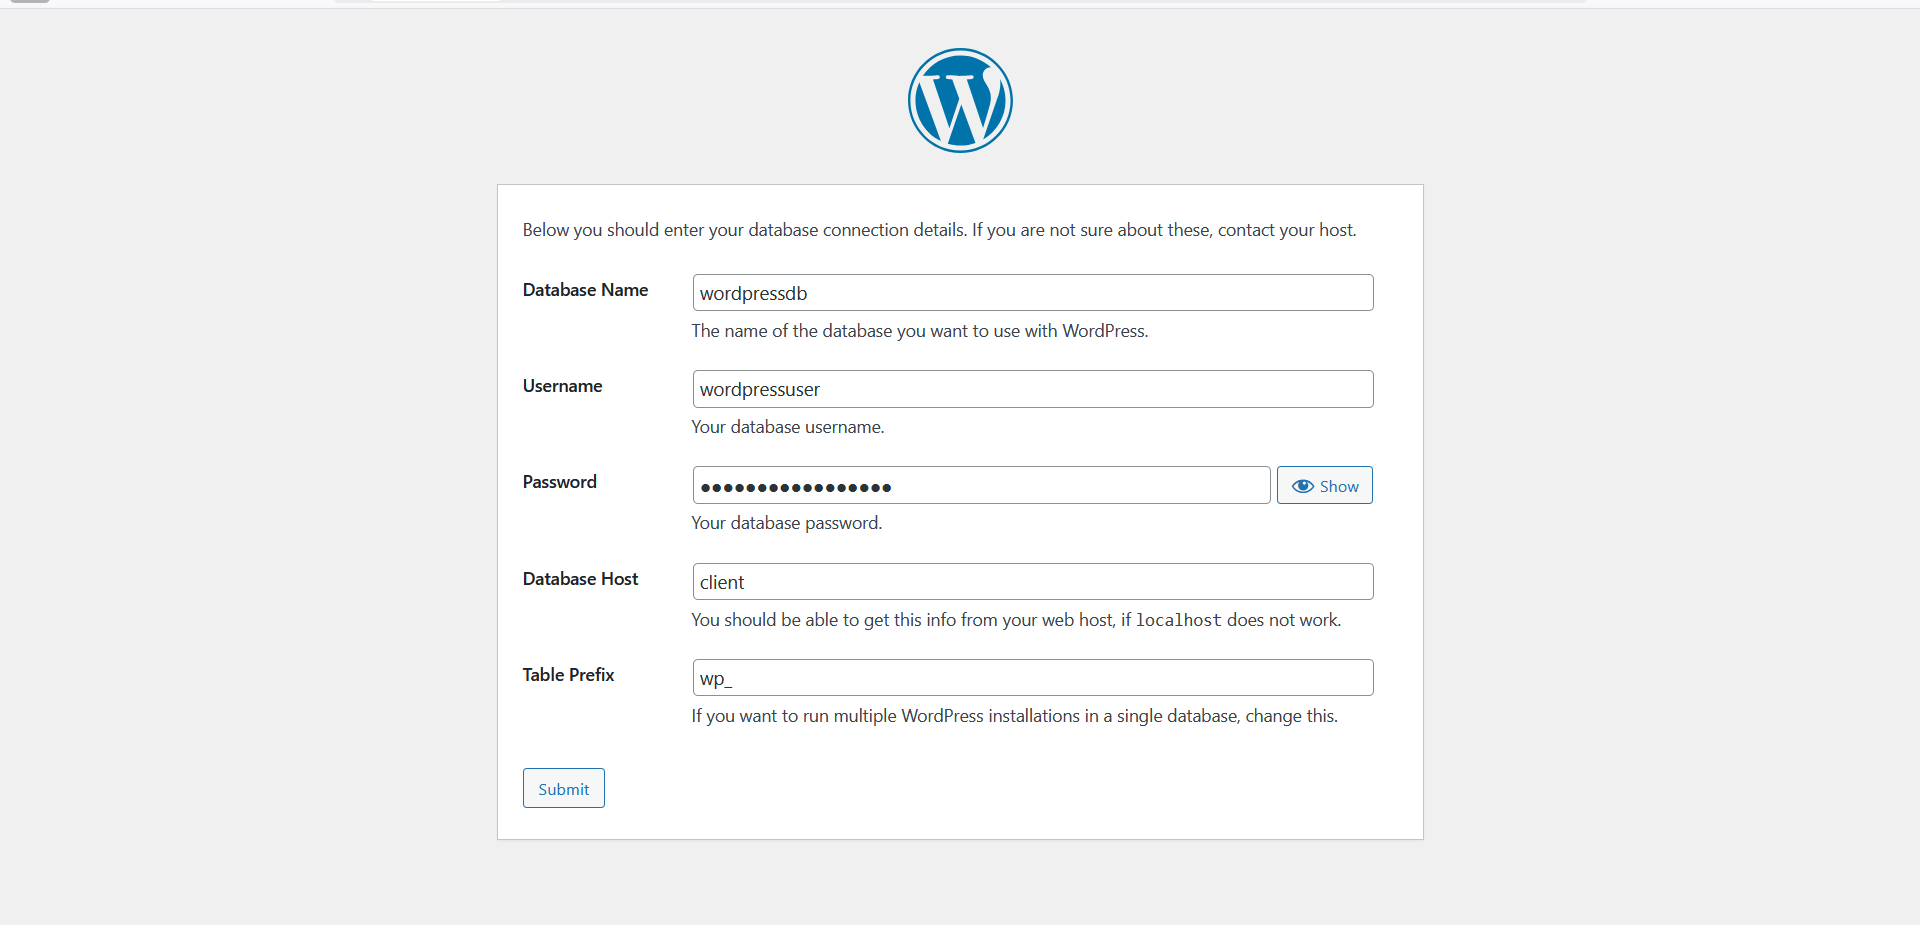 Below you should enter your database connection details. If you are not sure about these, contact your host.
Database Name
wordpressdb
The name of the database you want to use with WordPress.
Username
wordpressuser
Your database username.
Password
●●●●●●●●●●●●●●●●●
Show
Your database password.
Database Host
client
You should be able to get this info from your web host, if localhost does not work.
Table Prefix
wp_
If you want to run multiple WordPress installations in a single database, change this.
Submit